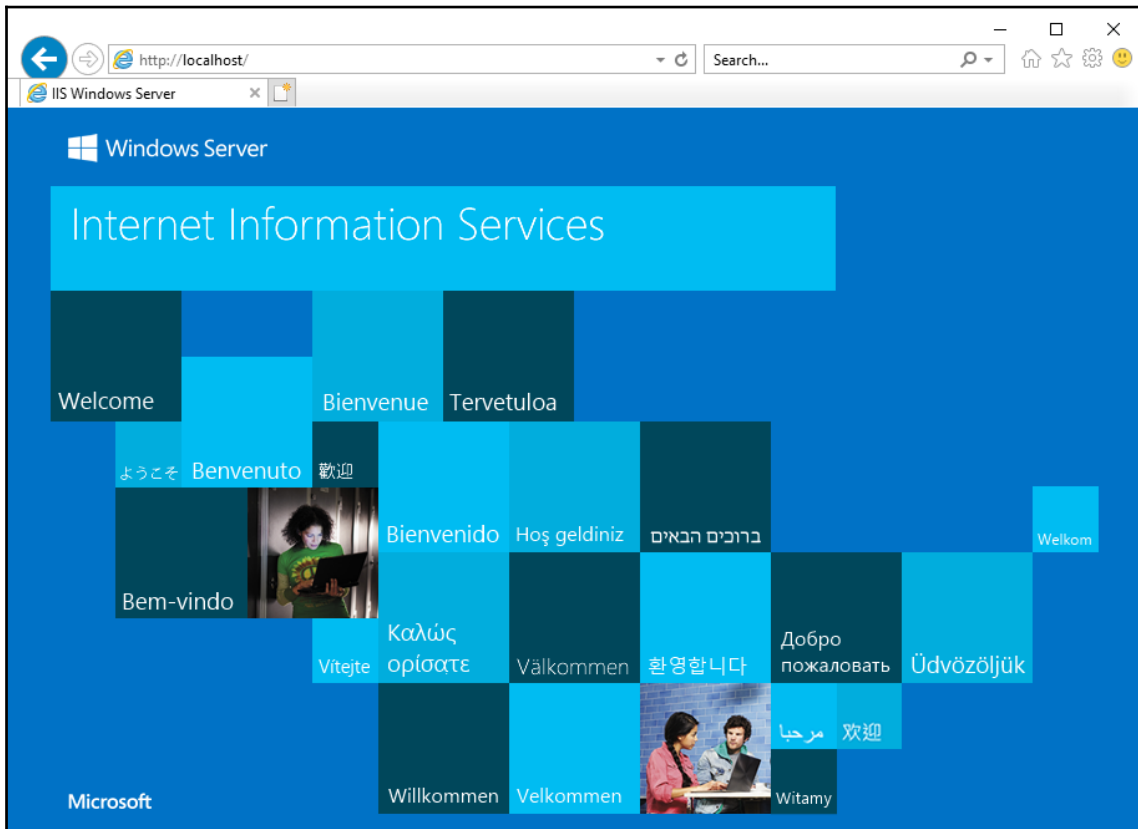 http://localhost/
Search...
IIS Windows Server
Windows Server
Internet Information Services
Welcome
Bienvenue
Tervetuloa
ようこそ
Benvenuto
歡迎
Bienvenido
Hoş geldiniz
ברוכים הבאים
Welkom
Bem-vindo
Vítejte
Καλώς
ορίσατε
Välkommen
환영합니다
Добро
пожаловать
Üdvözöljük
مرحبا
欢迎
Willkommen
Velkommen
Witamy
Microsoft